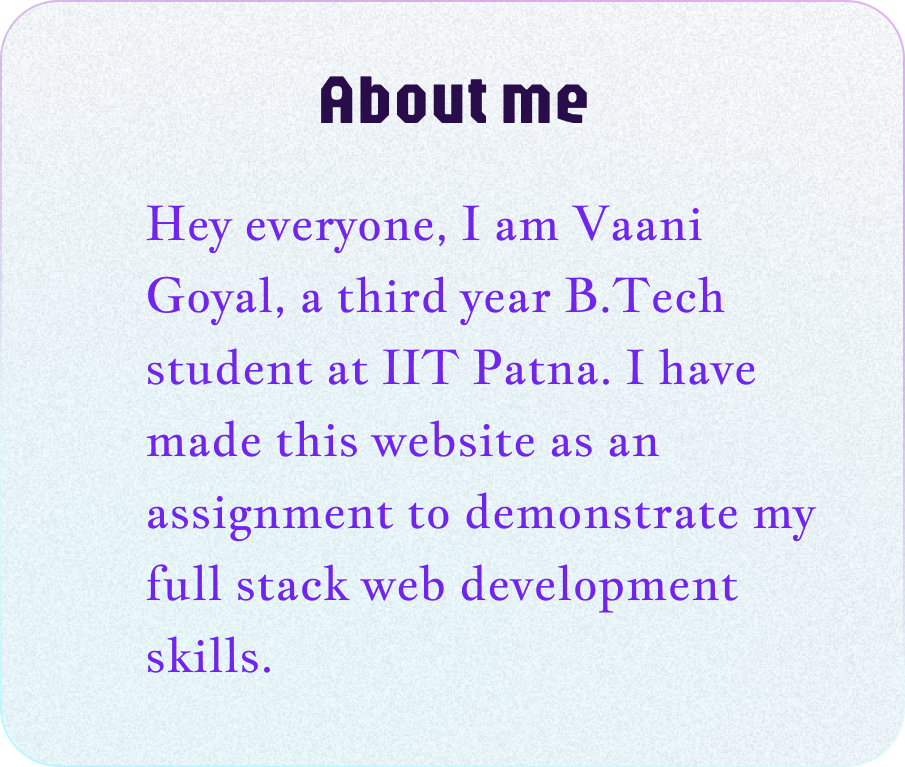 About me
Hey everyone, I am Vaani
Goyal, a third year B.Tech
student at IIT Patna. I have
made this website as an
assignment to demonstrate my
full stack web development
skills.